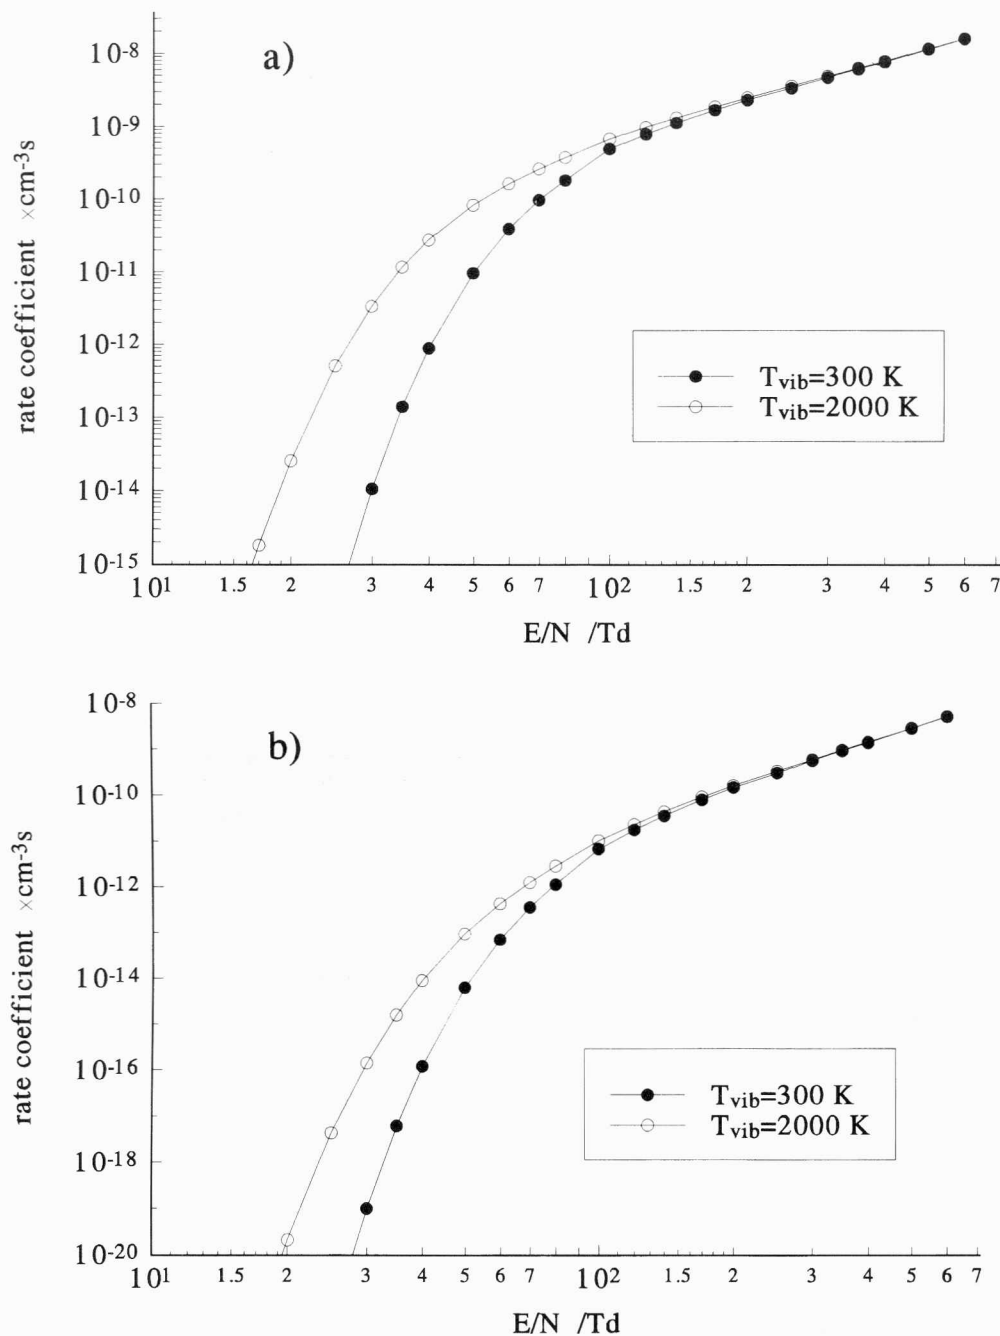 a)
10-8
10-9
10-10
10-11
10-12
10-13
10-14
10-15
rate coefficient ×cm-3s
Tvib=300 K
Tvib=2000 K
101 1.5 2 3 4 5 6 7 102 1.5 2 3 4 5 6 7
E/N /Td
b)
10-8
10-10
10-12
10-14
10-16
10-18
10-20
rate coefficient ×cm-3s
Tvib=300 K
Tvib=2000 K
101 1.5 2 3 4 5 6 7 102 1.5 2 3 4 5 6 7
E/N /Td